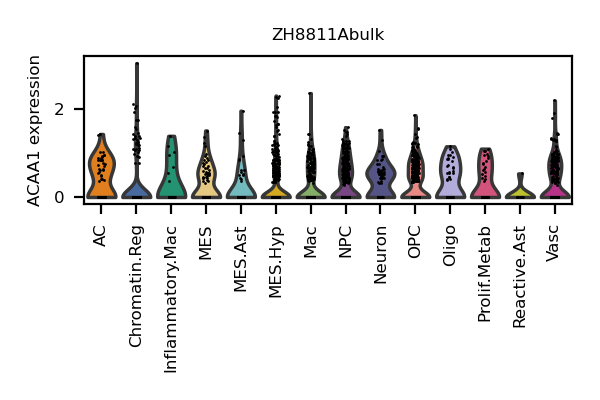 ZH8811Abulk
ACAA1 expression
2
0
AC
Chromatin.Reg
Inflammatory.Mac
MES
MES.Ast
MES.Hyp
Mac
NPC
Neuron
OPC
Oligo
Prolif.Metab
Reactive.Ast
Vasc